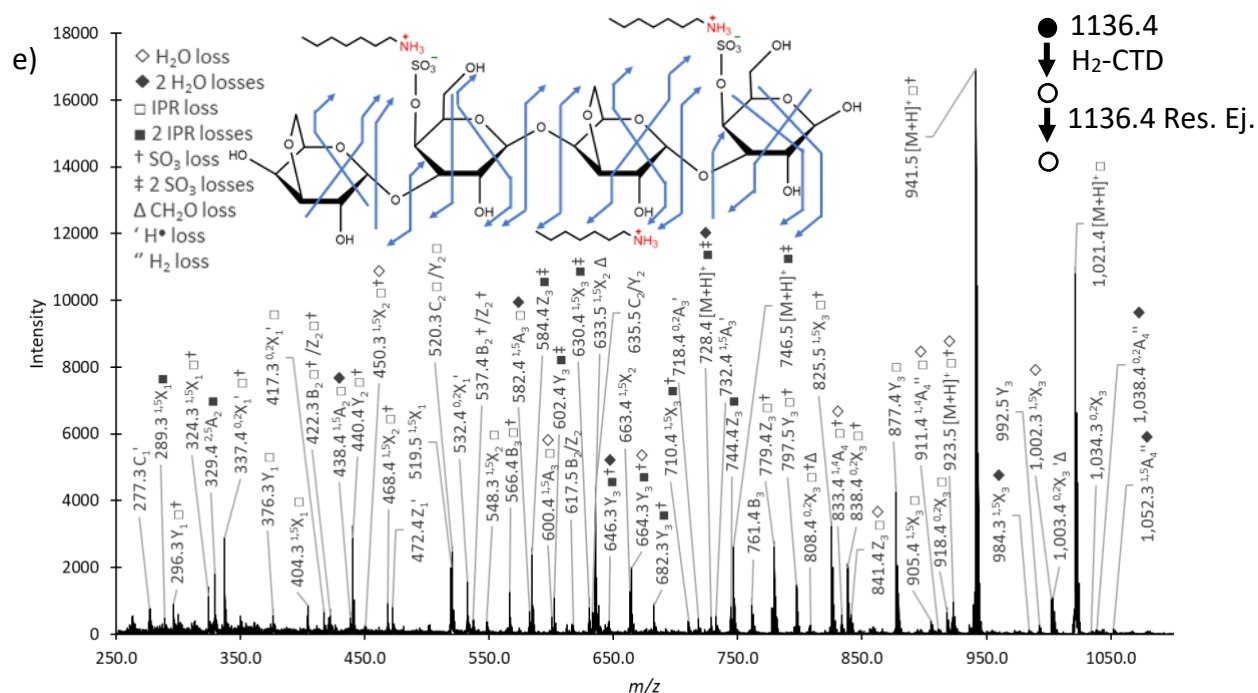 e)
18000
16000
14000
12000
10000
8000
6000
4000
2000
0
Intensity
◇ H₂O loss
◆ 2 H₂O losses
□ IPR loss
■ 2 IPR losses
† SO₃ loss
‡ 2 SO₃ losses
Δ CH₂O loss
‘ H• loss
‘’ H₂ loss
NH₃⁺
SO₃⁻
O
OH
O
O
HO
O
OH
O
OH
O
O
O
OH
O
NH₃⁺
SO₃⁻
O
OH
O
OH
OH
NH₃⁺
1136.4
H₂-CTD
1136.4 Res. Ej.
277.3 C₁'
289.3 ¹,⁵X₁ ■
296.3 Y₁□†
324.3 ¹,⁵X₁□†
329.4 ²,⁵A₂■
337.4 ⁰,²X₁'†
376.3 Y₁□
404.3 ¹,⁵X₁□
417.3 ⁰,²X₁'□
422.3 B₂□†/Z₂□†
438.4 ¹,⁵A₂□◆
440.4 Y₂□†
450.3 ¹,⁵X₂□†◇
468.4 ¹,⁵X₂□†
472.4 Z₁'
519.5 ¹,⁵X₁
520.3 C₂□/Y₂□
532.4 ⁰,²X₁'
537.4 B₂†/Z₂†
548.3 ¹,⁵X₂□
566.4 B₃□†
582.4 ¹,⁵A₃□◆
584.4 Z₃■‡
600.4 ¹,⁵A₃□◇
602.4 Y₃■‡
617.5 B₂/Z₂
630.4 ¹,⁵X₃■‡
633.5 ¹,⁵X₂ Δ
635.5 C₂/Y₂
646.3 Y₃■†◆
663.4 ¹,⁵X₂
664.3 Y₃■†◇
682.3 Y₃■†
710.4 ¹,⁵X₃■†
718.4 ⁰,²A₃'
728.4 [M+H]⁺■‡◆
732.4 ¹,⁵A₃'
744.4 Z₃■
746.5 [M+H]⁺■‡
761.4 B₃
779.4 Z₃□†
797.5 Y₃□†
808.4 ⁰,²X₃□†Δ
825.5 ¹,⁵X₃□†
833.4 ¹,⁴A₄□†◇
838.4 ⁰,²X₃□†
841.4 Z₃□◇
877.4 Y₃□
905.4 ¹,⁵X₃□
911.4 ¹,⁴A₄''□◇
918.4 ⁰,²X₃□
923.5 [M+H]⁺□†◇
941.5 [M+H]⁺□†
984.3 ¹,⁵X₃◆
992.5 Y₃
1,002.3 ¹,⁵X₃◇
1,003.4 ⁰,²X₃'Δ
1,021.4 [M+H]⁺□
1,034.3 ⁰,²X₃
1,038.4 ⁰,²A₄''◆
1,052.3 ¹,⁵A₄''◆
250.0 350.0 450.0 550.0 650.0 750.0 850.0 950.0 1050.0
m/z